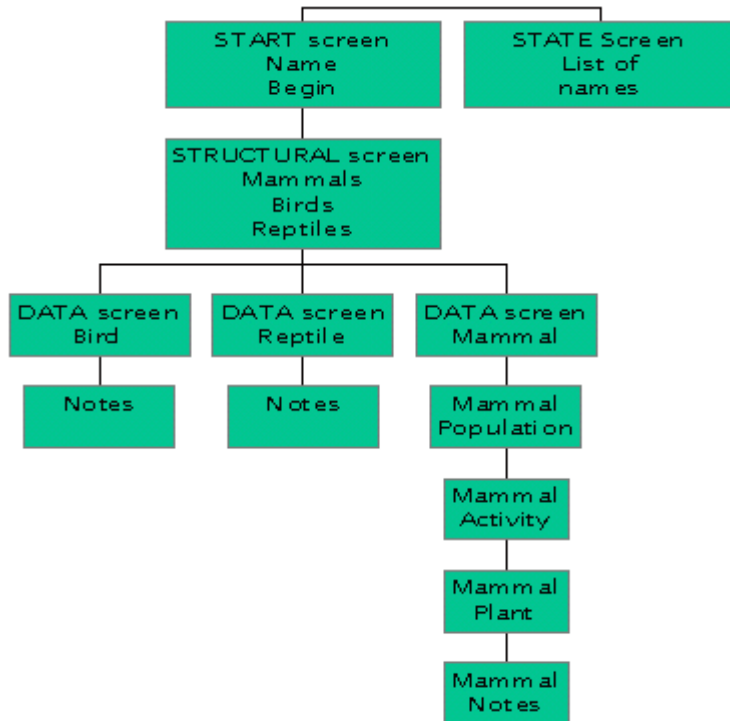 START screen
Name
Begin
STATE Screen
List of
names
STRUCTURAL screen
Mammals
Birds
Reptiles
DATA screen
Bird
DATA screen
Reptile
DATA screen
Mammal
Notes
Notes
Mammal
Population
Mammal
Activity
Mammal
Plant
Mammal
Notes